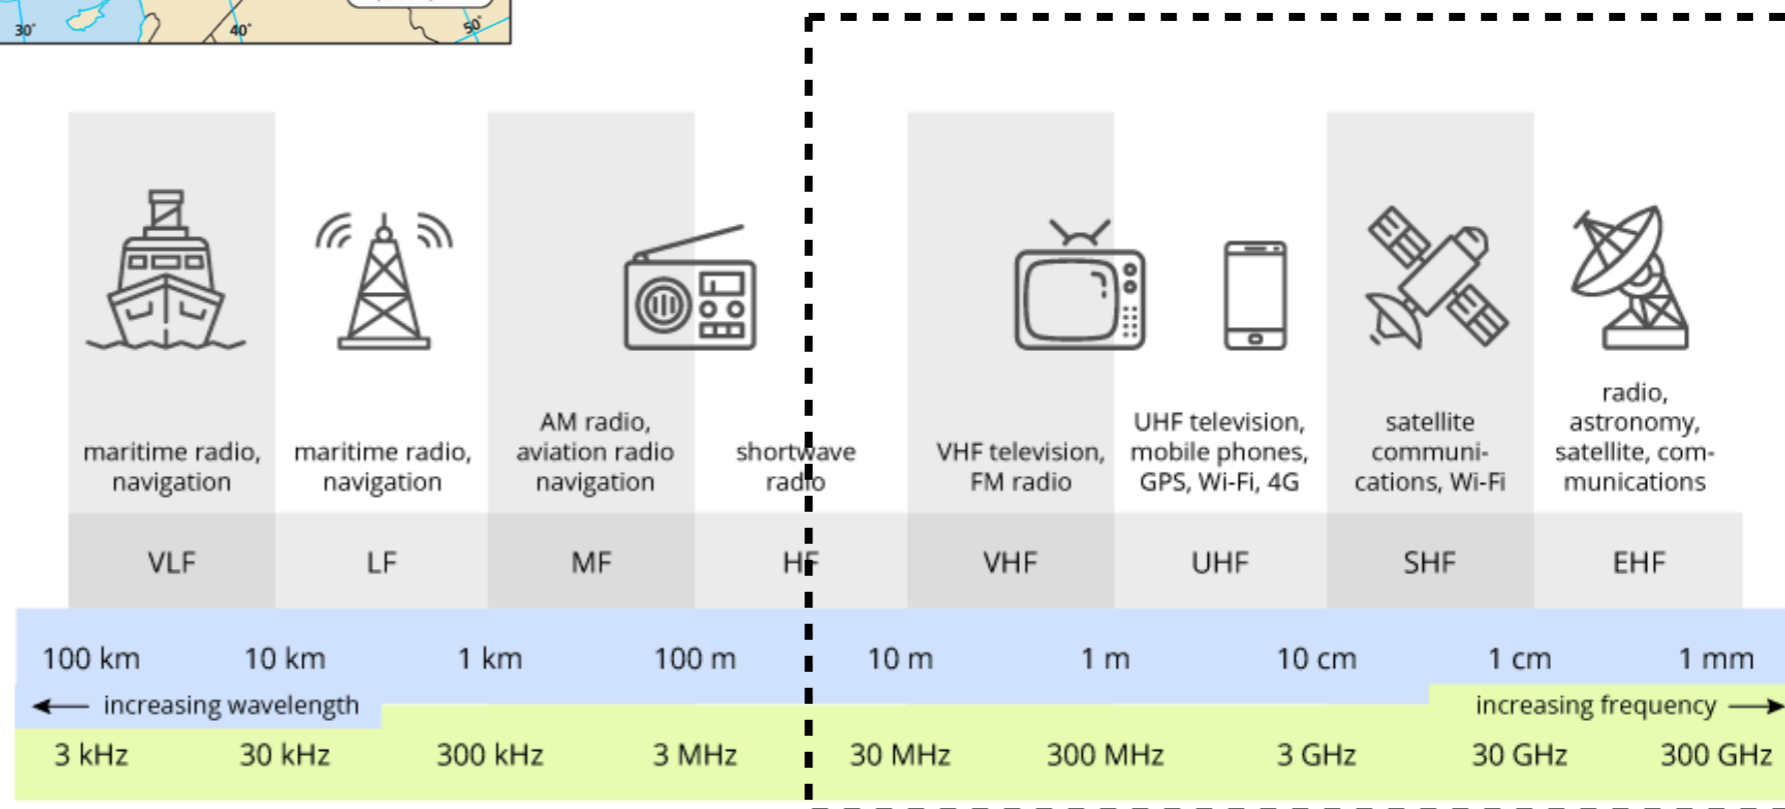 30°
40°
50°
maritime radio,
navigation
maritime radio,
navigation
AM radio,
aviation radio
navigation
shortwave
radio
VHF television,
FM radio
UHF television,
mobile phones,
GPS, Wi-Fi, 4G
satellite
communi-
cations, Wi-Fi
radio,
astronomy,
satellite, com-
munications
VLF LF MF HF VHF UHF SHF EHF
100 km 10 km 1 km 100 m 10 m 1 m 10 cm 1 cm 1 mm
increasing wavelength
increasing frequency
3 kHz 30 kHz 300 kHz 3 MHz 30 MHz 300 MHz 3 GHz 30 GHz 300 GHz